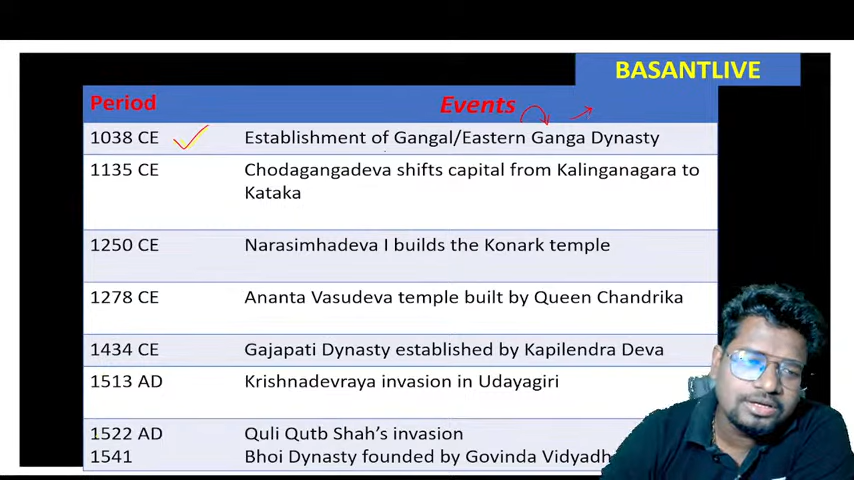 BASANTLIVE
Period Events
1038 CE Establishment of Gangal/Eastern Ganga Dynasty
1135 CE Chodagangadeva shifts capital from Kalinganagara to
Kataka
1250 CE Narasimhadeva I builds the Konark temple
1278 CE Ananta Vasudeva temple built by Queen Chandrika
1434 CE Gajapati Dynasty established by Kapilendra Deva
1513 AD Krishnadevraya invasion in Udayagiri
1522 AD Quli Qutb Shah's invasion
1541 Bhoi Dynasty founded by Govinda